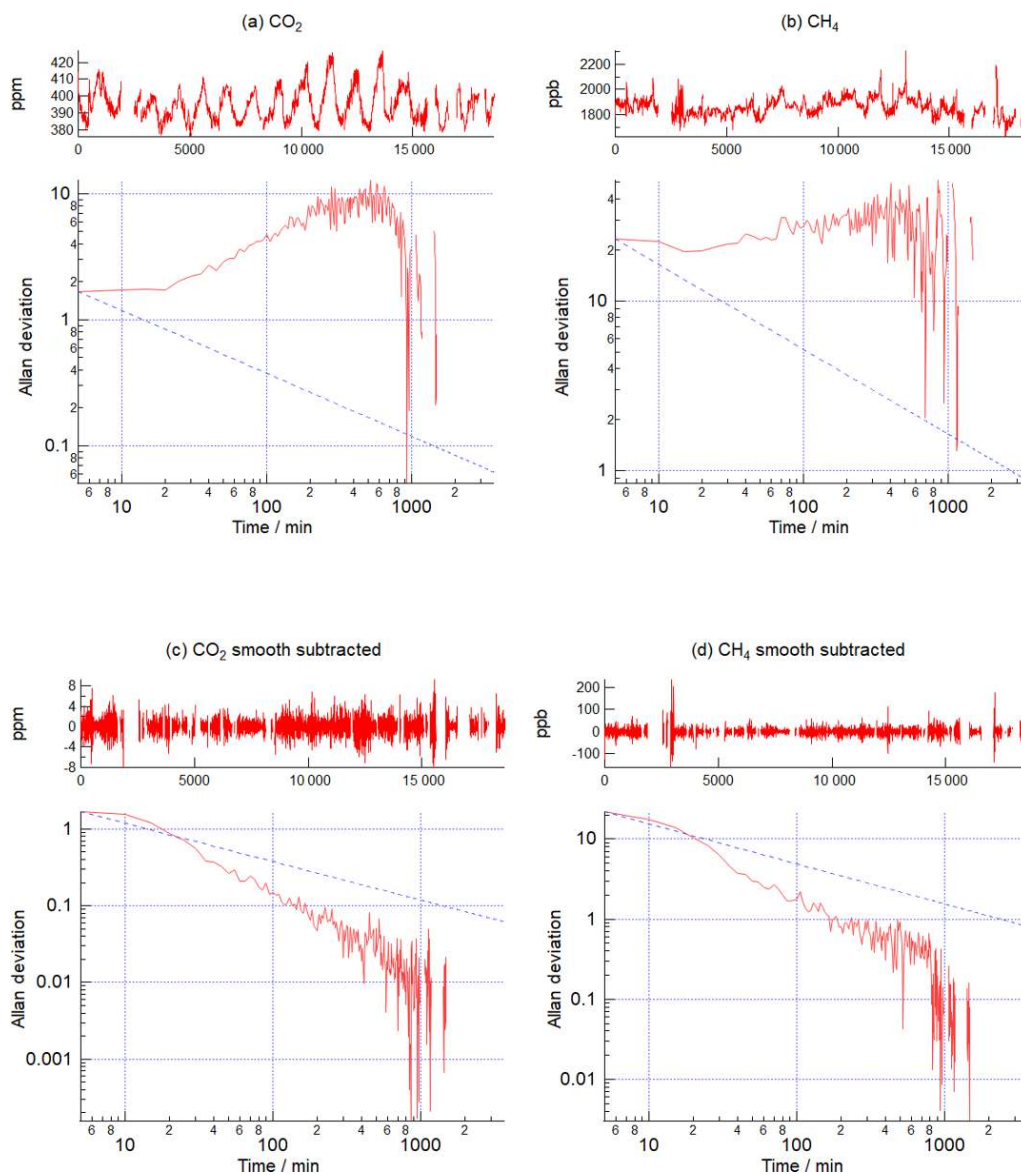 (a) CO₂
ppm
420
410
400
390
380
0 5000 10 000 15 000
Allan deviation
10
8
6
4
2
1
8
6
4
2
0.1
8
6
6 8 10 2 4 6 8 100 2 4 6 8 1000 2
Time / min
(b) CH₄
ppb
2200
2000
1800
0 5000 10 000 15 000
Allan deviation
4
2
10
8
6
4
2
1
6 8 10 2 4 6 8 100 2 4 6 8 1000 2
Time / min
(c) CO₂ smooth subtracted
ppm
8
4
0
-4
-8
0 5000 10 000 15 000
Allan deviation
1
0.1
0.01
0.001
6 8 10 2 4 6 8 100 2 4 6 8 1000 2
Time / min
(d) CH₄ smooth subtracted
ppb
200
100
0
-100
0 5000 10 000 15 000
Allan deviation
10
1
0.1
0.01
6 8 10 2 4 6 8 100 2 4 6 8 1000 2
Time / min